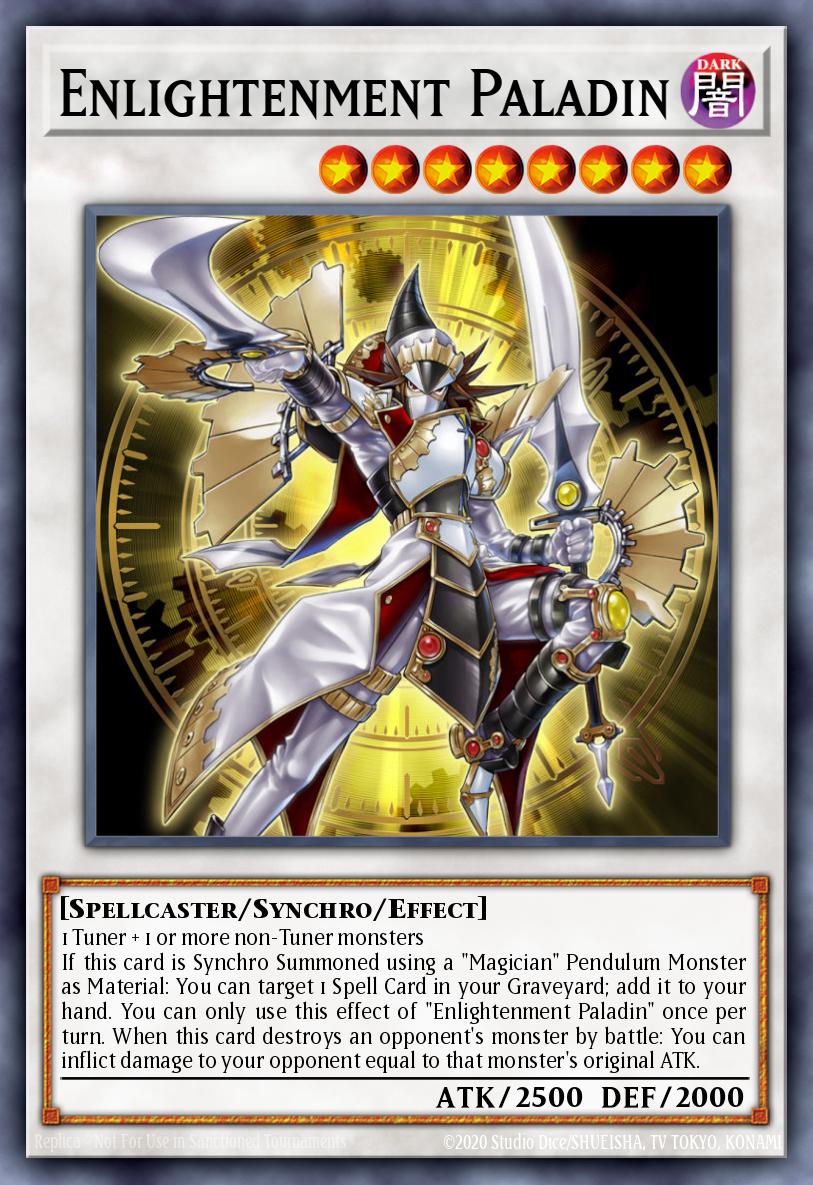 Enlightenment Paladin
DARK
闇
[Spellcaster/Synchro/Effect]
1 Tuner + 1 or more non-Tuner monsters
If this card is Synchro Summoned using a "Magician" Pendulum Monster
as Material: You can target 1 Spell Card in your Graveyard; add it to your
hand. You can only use this effect of "Enlightenment Paladin" once per
turn. When this card destroys an opponent's monster by battle: You can
inflict damage to your opponent equal to that monster's original ATK.
ATK/2500 DEF/2000
Replica - Not For Use in Sanctioned Tournaments
©2020 Studio Dice/SHUEISHA, TV TOKYO, KONAMI